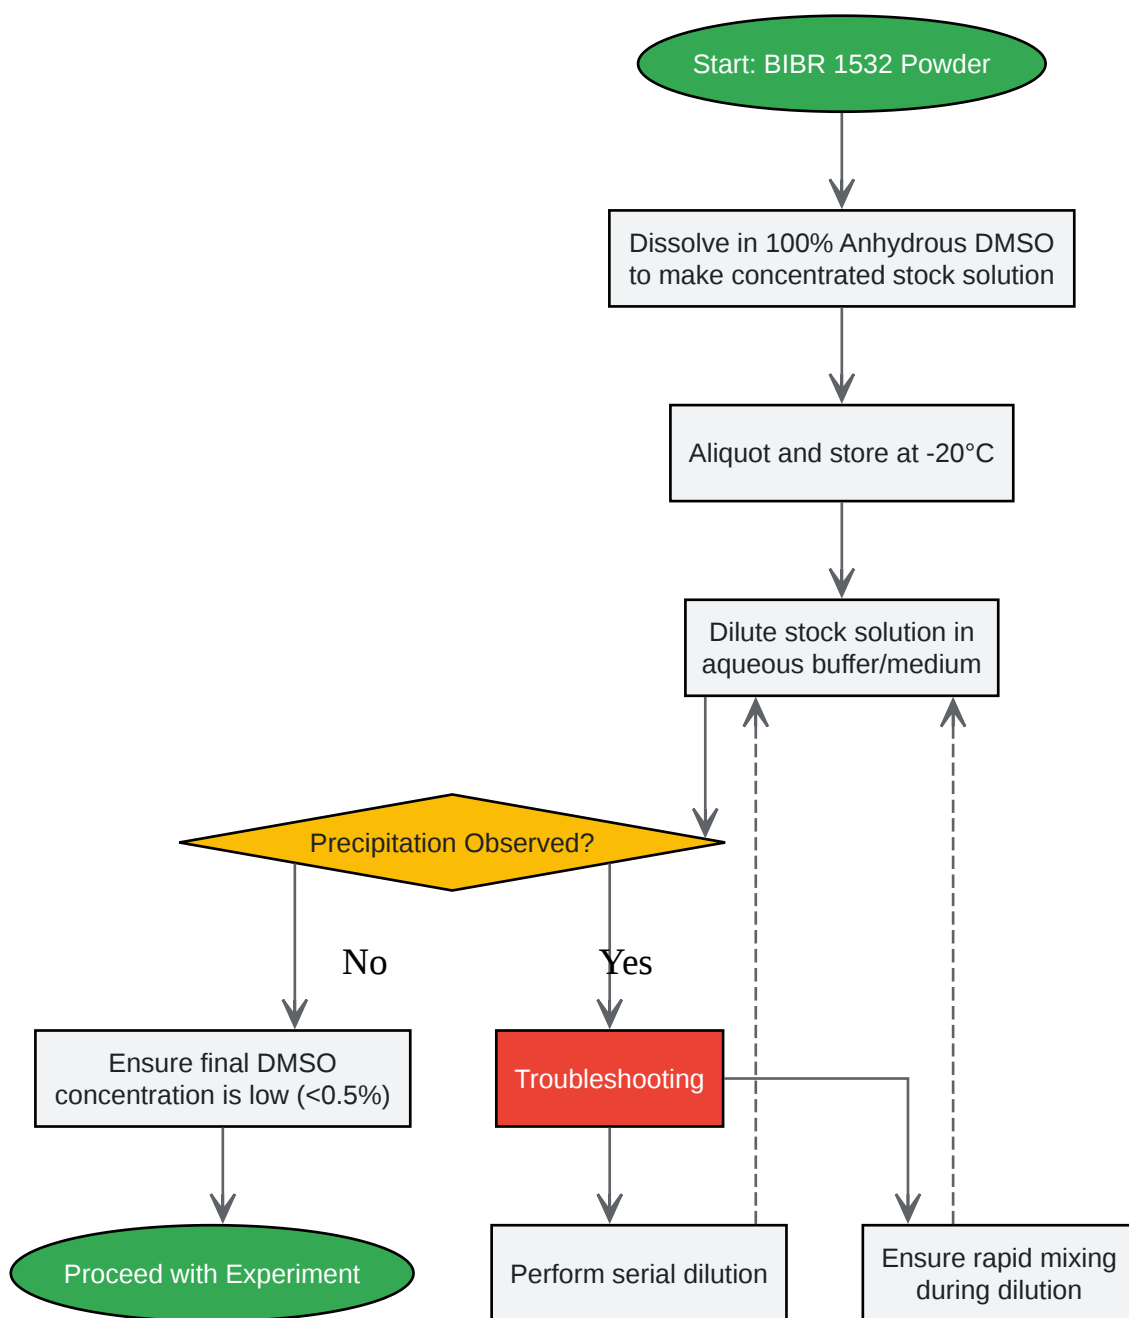 Start: BIBR 1532 Powder
Dissolve in 100% Anhydrous DMSO
to make concentrated stock solution
Aliquot and store at -20°C
Dilute stock solution in
aqueous buffer/medium
Precipitation Observed?
No
Yes
Ensure final DMSO
concentration is low (<0.5%)
Troubleshooting
Proceed with Experiment
Perform serial dilution
Ensure rapid mixing
during dilution